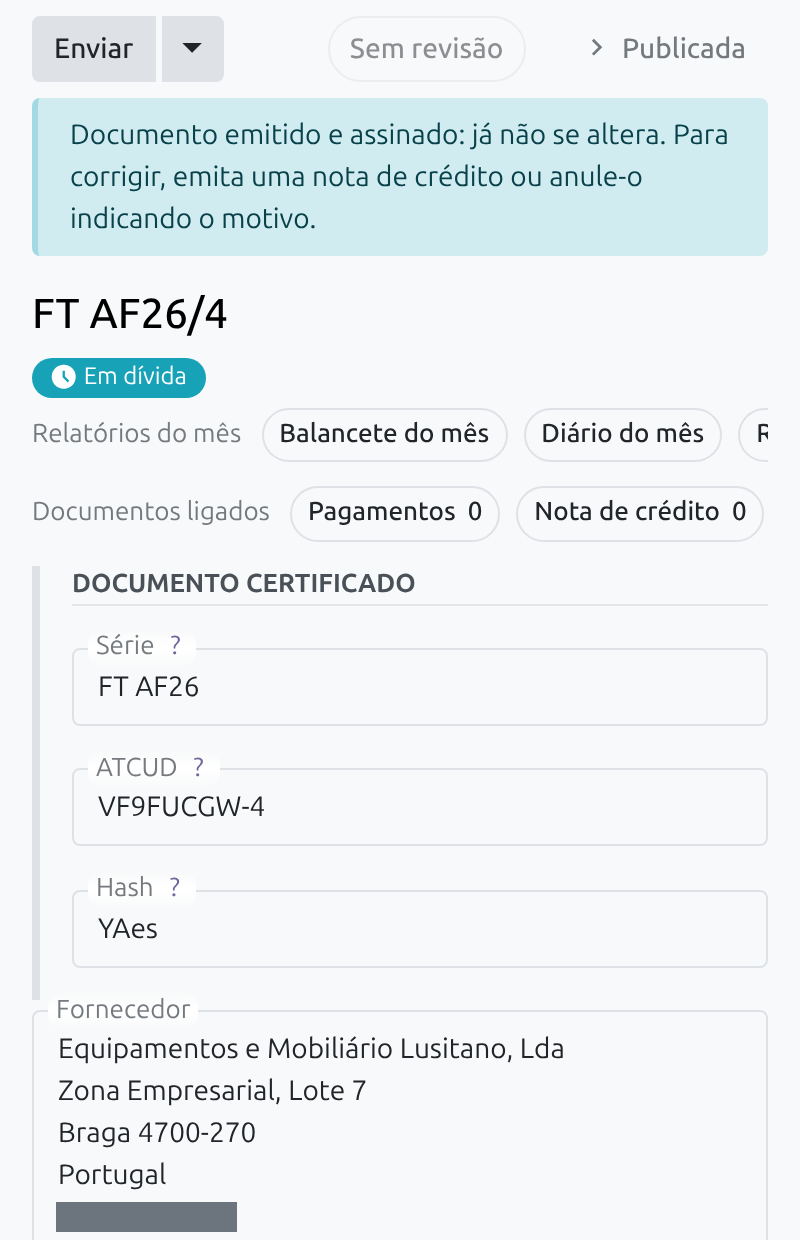 Enviar
Sem revisão
Publicada
Documento emitido e assinado: já não se altera. Para
corrigir, emita uma nota de crédito ou anule-o
indicando o motivo.
FT AF26/4
Em dívida
Relatórios do mês Balancete do mês Diário do mês
Documentos ligados Pagamentos 0 Nota de crédito 0
DOCUMENTO CERTIFICADO
Série ?
FT AF26
ATCUD ?
VF9FUCGW-4
Hash ?
YAes
Fornecedor
Equipamentos e Mobiliário Lusitano, Lda
Zona Empresarial, Lote 7
Braga 4700-270
Portugal